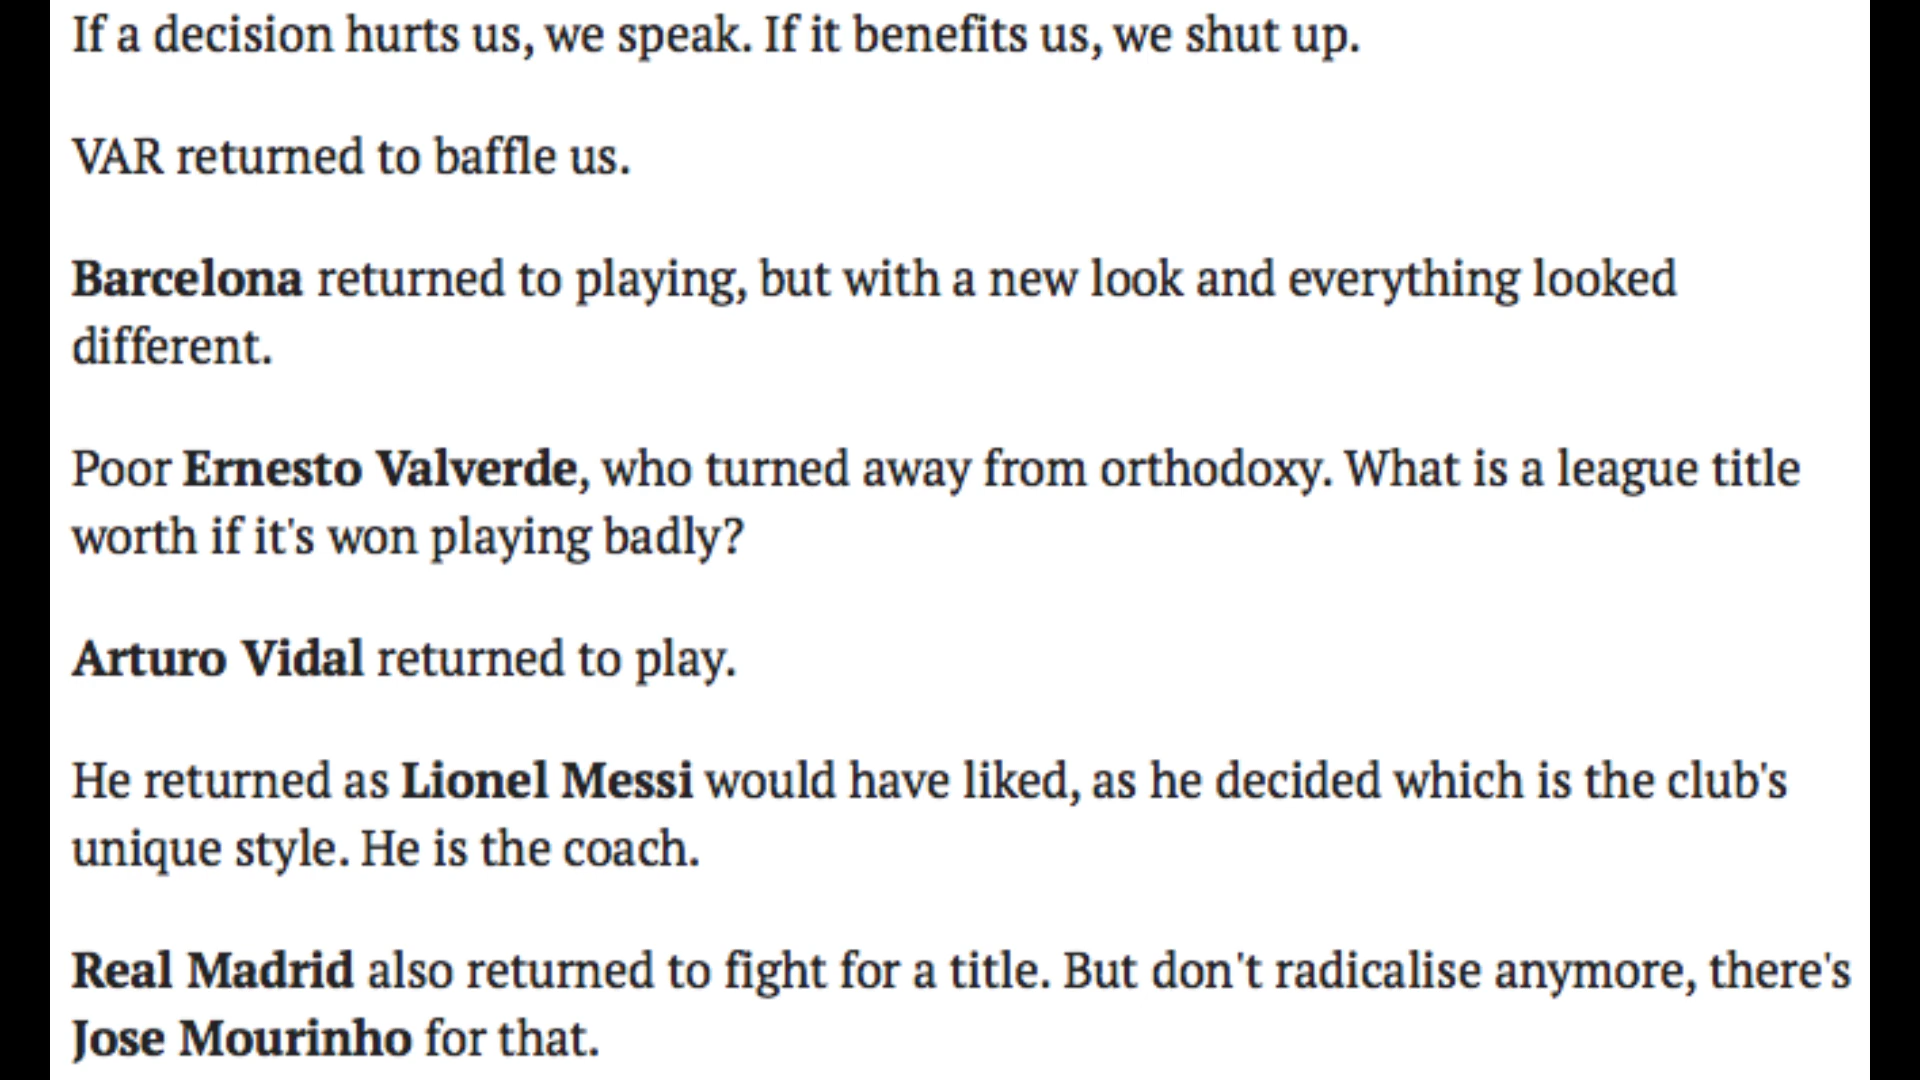 If a decision hurts us, we speak. If it benefits us, we shut up.
VAR returned to baffle us.
Barcelona returned to playing, but with a new look and everything looked
different.
Poor Ernesto Valverde, who turned away from orthodoxy. What is a league title
worth if it's won playing badly?
Arturo Vidal returned to play.
He returned as Lionel Messi would have liked, as he decided which is the club's
unique style. He is the coach.
Real Madrid also returned to fight for a title. But don't radicalise anymore, there's
Jose Mourinho for that.